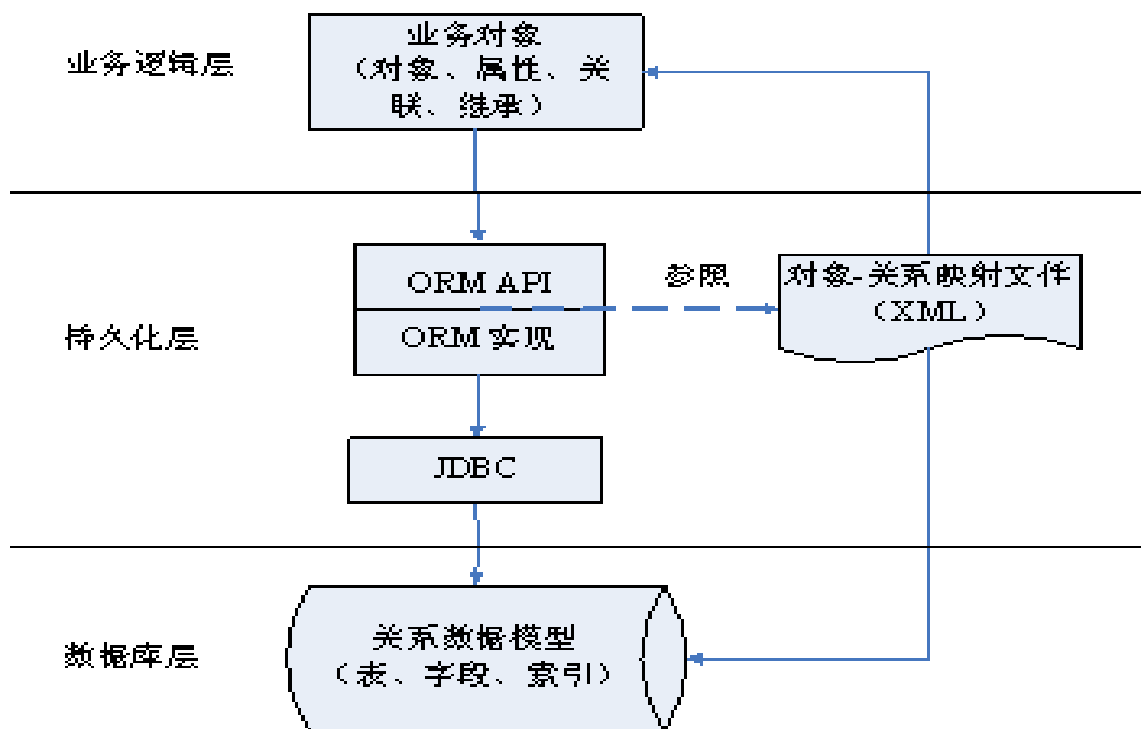 业务逻辑层
业务对象
（对象、属性、关
联、继承）
ORM API
ORM 实现
参照
对象-关系映射文件
（XML）
持久化层
JDBC
数据库层
关系数据模型
（表、字段、索引）